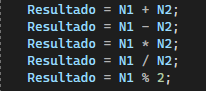 Resultado = N1 + N2;
Resultado = N1 - N2;
Resultado = N1 * N2;
Resultado = N1 / N2;
Resultado = N1 % 2;